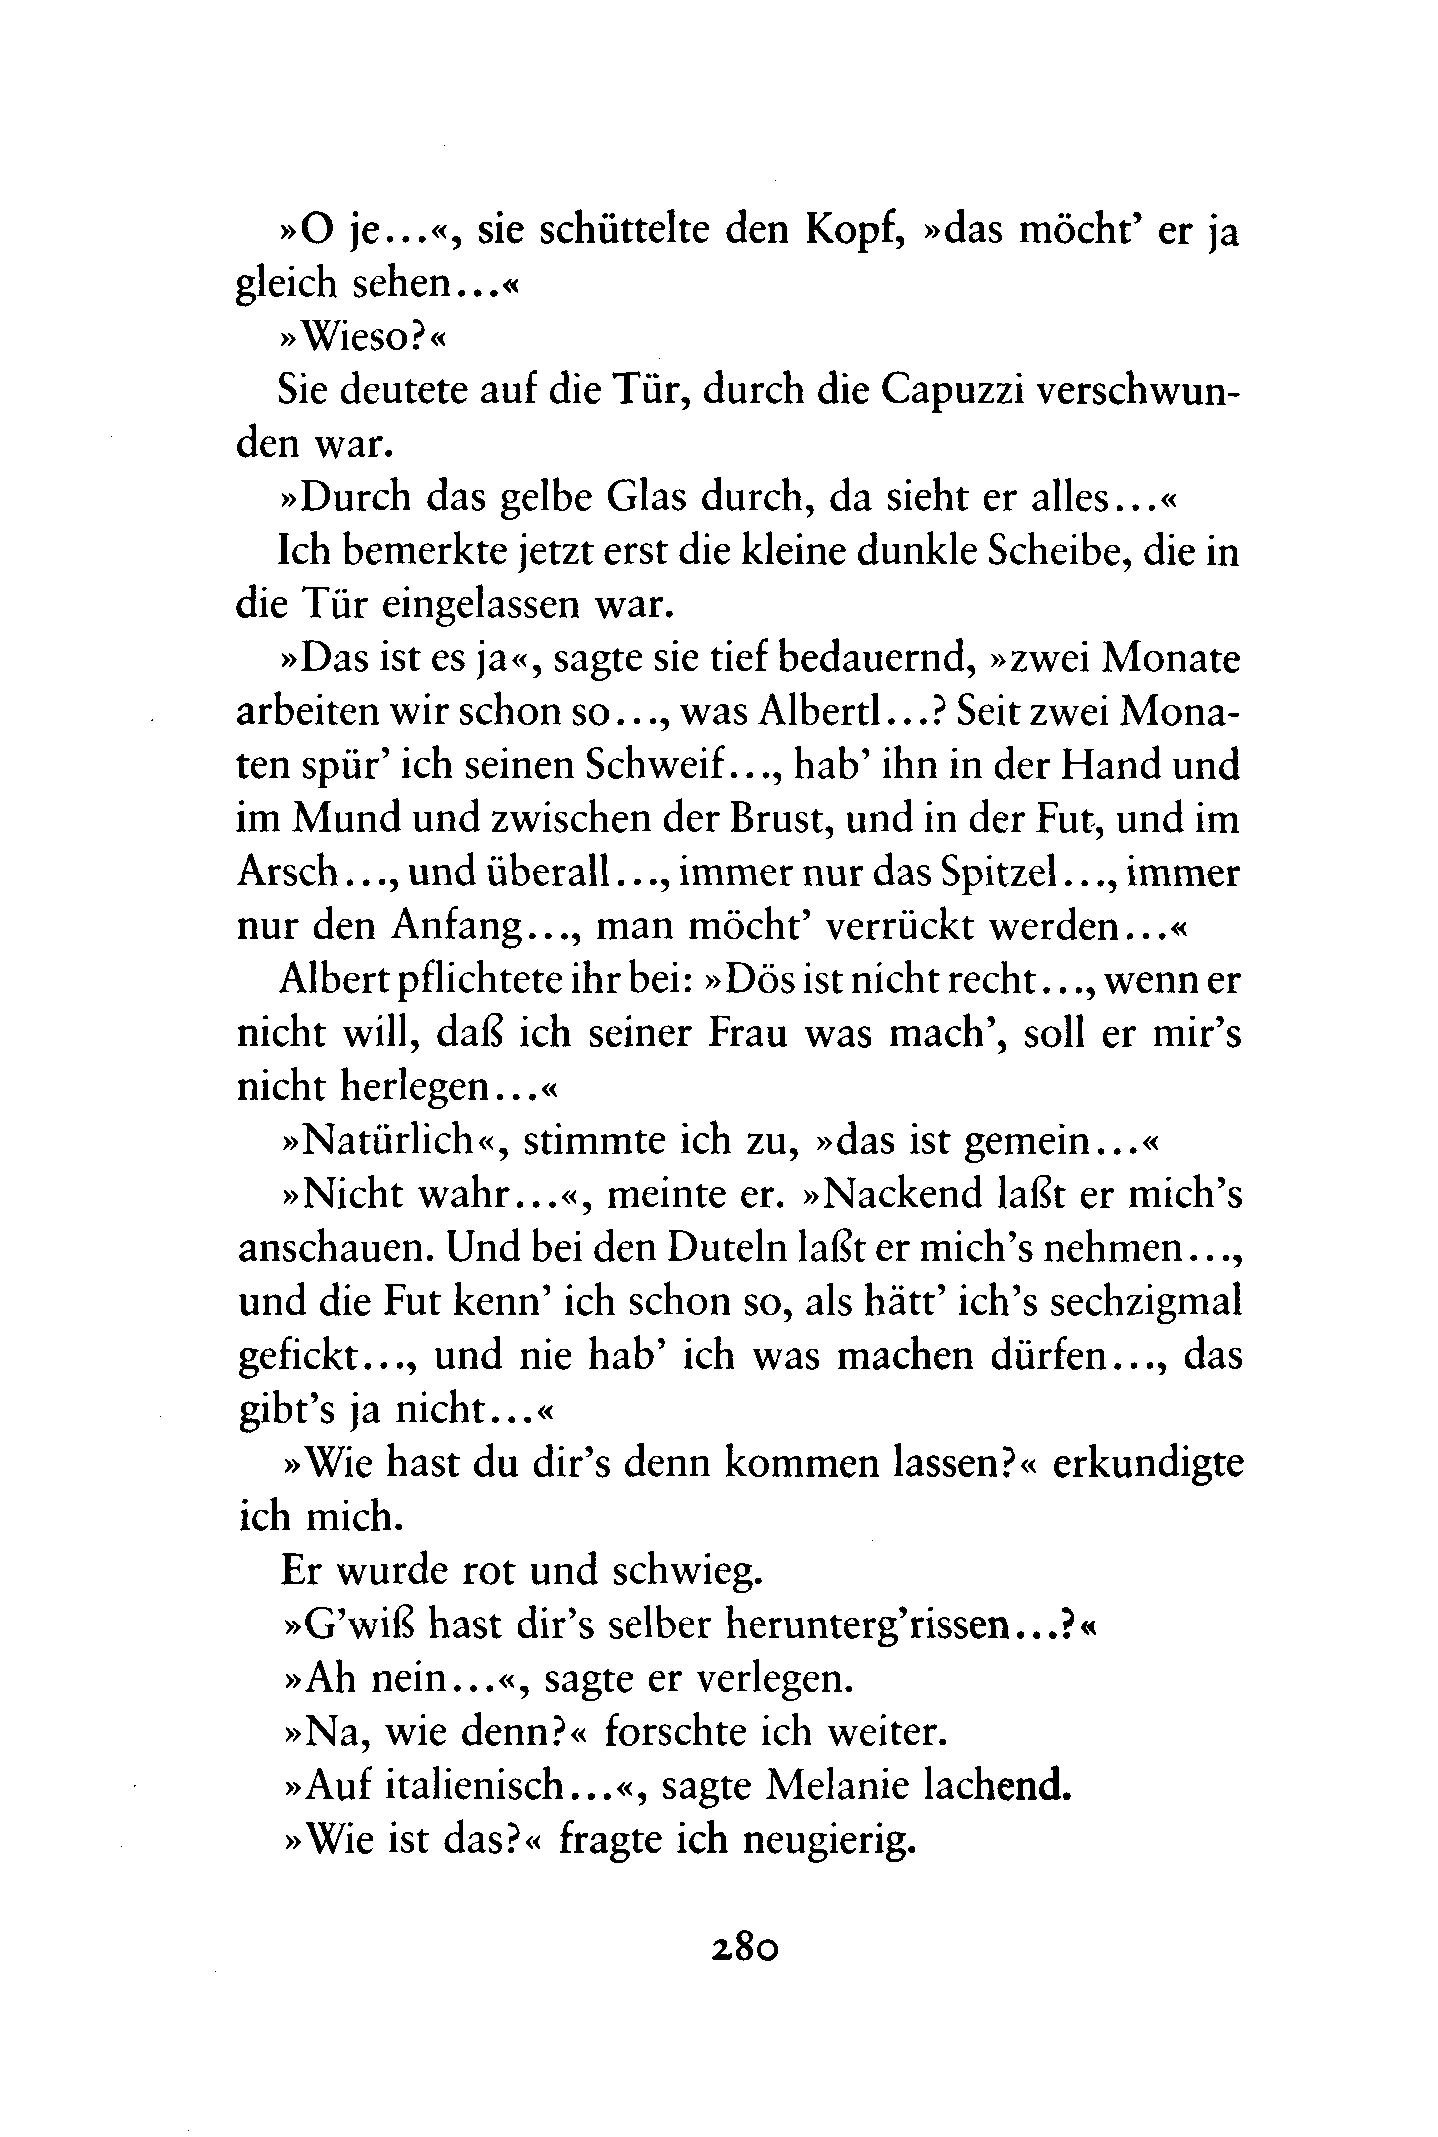 »O je...«, sie schüttelte den Kopf, »das möcht' er ja
gleich sehen...«
»Wieso?«
Sie deutete auf die Tür, durch die Capuzzi verschwun-
den war.
»Durch das gelbe Glas durch, da sieht er alles...«
Ich bemerkte jetzt erst die kleine dunkle Scheibe, die in
die Tür eingelassen war.
»Das ist es ja«, sagte sie tief bedauernd, »zwei Monate
arbeiten wir schon so..., was Albertl...? Seit zwei Mona-
ten spür' ich seinen Schweif..., hab' ihn in der Hand und
im Mund und zwischen der Brust, und in der Fut, und im
Arsch..., und überall..., immer nur das Spitzel..., immer
nur den Anfang..., man möcht' verrückt werden...«
Albert pflichtete ihr bei: »Dös ist nicht recht..., wenn er
nicht will, daß ich seiner Frau was mach', soll er mir's
nicht herlegen...«
»Natürlich«, stimmte ich zu, »das ist gemein...«
»Nicht wahr...«, meinte er. »Nackend laßt er mich's
anschauen. Und bei den Duteln laßt er mich's nehmen...,
und die Fut kenn' ich schon so, als hätt' ich's sechzigmal
gefickt..., und nie hab' ich was machen dürfen..., das
gibt's ja nicht...«
»Wie hast du dir's denn kommen lassen?« erkundigte
ich mich.
Er wurde rot und schwieg.
»G'wiß hast dir's selber herunterg'rissen...?«
»Ah nein...«, sagte er verlegen.
»Na, wie denn?« forschte ich weiter.
»Auf italienisch...«, sagte Melanie lachend.
»Wie ist das?« fragte ich neugierig.
280